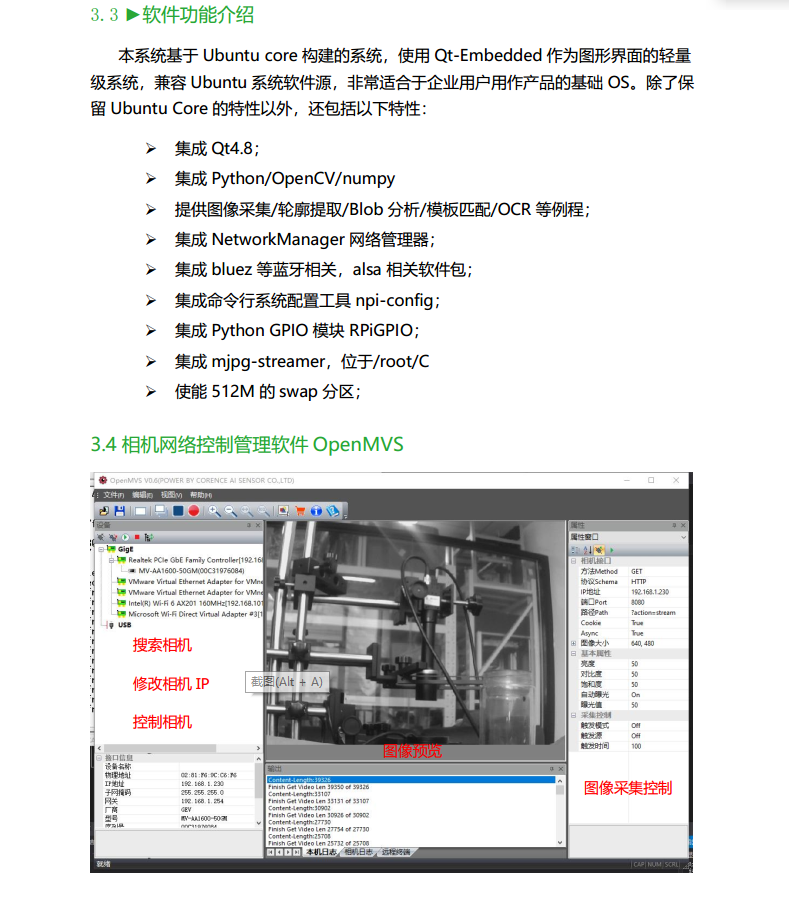 3.3 ►软件功能介绍
本系统基于 Ubuntu core 构建的系统，使用 Qt-Embedded 作为图形界面的轻量
级系统，兼容 Ubuntu 系统软件源，非常适合于企业用户用作产品的基础 OS。除了保
留 Ubuntu Core 的特性以外，还包括以下特性：
➢ 集成 Qt4.8；
➢ 集成 Python/OpenCV/numpy
➢ 提供图像采集/轮廓提取/Blob 分析/模板匹配/OCR 等例程；
➢ 集成 NetworkManager 网络管理器；
➢ 集成 bluez 等蓝牙相关，alsa 相关软件包；
➢ 集成命令行系统配置工具 npi-config；
➢ 集成 Python GPIO 模块 RPiGPIO；
➢ 集成 mjpg-streamer，位于/root/C
➢ 使能 512M 的 swap 分区；
3.4 相机网络控制管理软件 OpenMVS
OpenMVS V0.6(POWER BY CORENCE AI SENSOR CO.,LTD)
文件(F) 编辑(E) 视图(V) 帮助(H)
设备
GigE
Realtek PCIe GbE Family Controller[192.168
MV-AA1600-50GM(00C31976084)
VMware Virtual Ethernet Adapter for VMne
VMware Virtual Ethernet Adapter for VMne
Intel(R) Wi-Fi 6 AX201 160MHz[192.168.101
Microsoft Wi-Fi Direct Virtual Adapter #3[1
USB
搜索相机
修改相机 IP
控制相机
截图(Alt + A)
图像预览
接口信息
设备名称
物理地址 02:81:F6:9C:C6:F6
IP地址 192.168.1.230
子网掩码 255.255.255.0
网关 192.168.1.254
厂商 GEV
型号 MV-AA1600-50GM
序列号 00C31976084
输出
Content-Length:39326
Finish Get Video Len 39350 of 39326
Content-Length:33107
Finish Get Video Len 33131 of 33107
Content-Length:30902
Finish Get Video Len 30926 of 30902
Content-Length:27730
Finish Get Video Len 27754 of 27730
Content-Length:25708
Finish Get Video Len 25732 of 25708
本机日志 相机日志 远程终端
属性
属性窗口
相机接口
方法Method GET
协议Schema HTTP
IP地址 192.168.1.230
端口Port 8080
路径Path ?action=stream
Cookie True
Async True
图像大小 640, 480
基本属性
亮度 50
对比度 50
饱和度 50
自动曝光 On
曝光值 50
采集控制
触发模式 Off
触发源 Off
触发时间 100
图像采集控制
就绪
CAP NUM SCRL